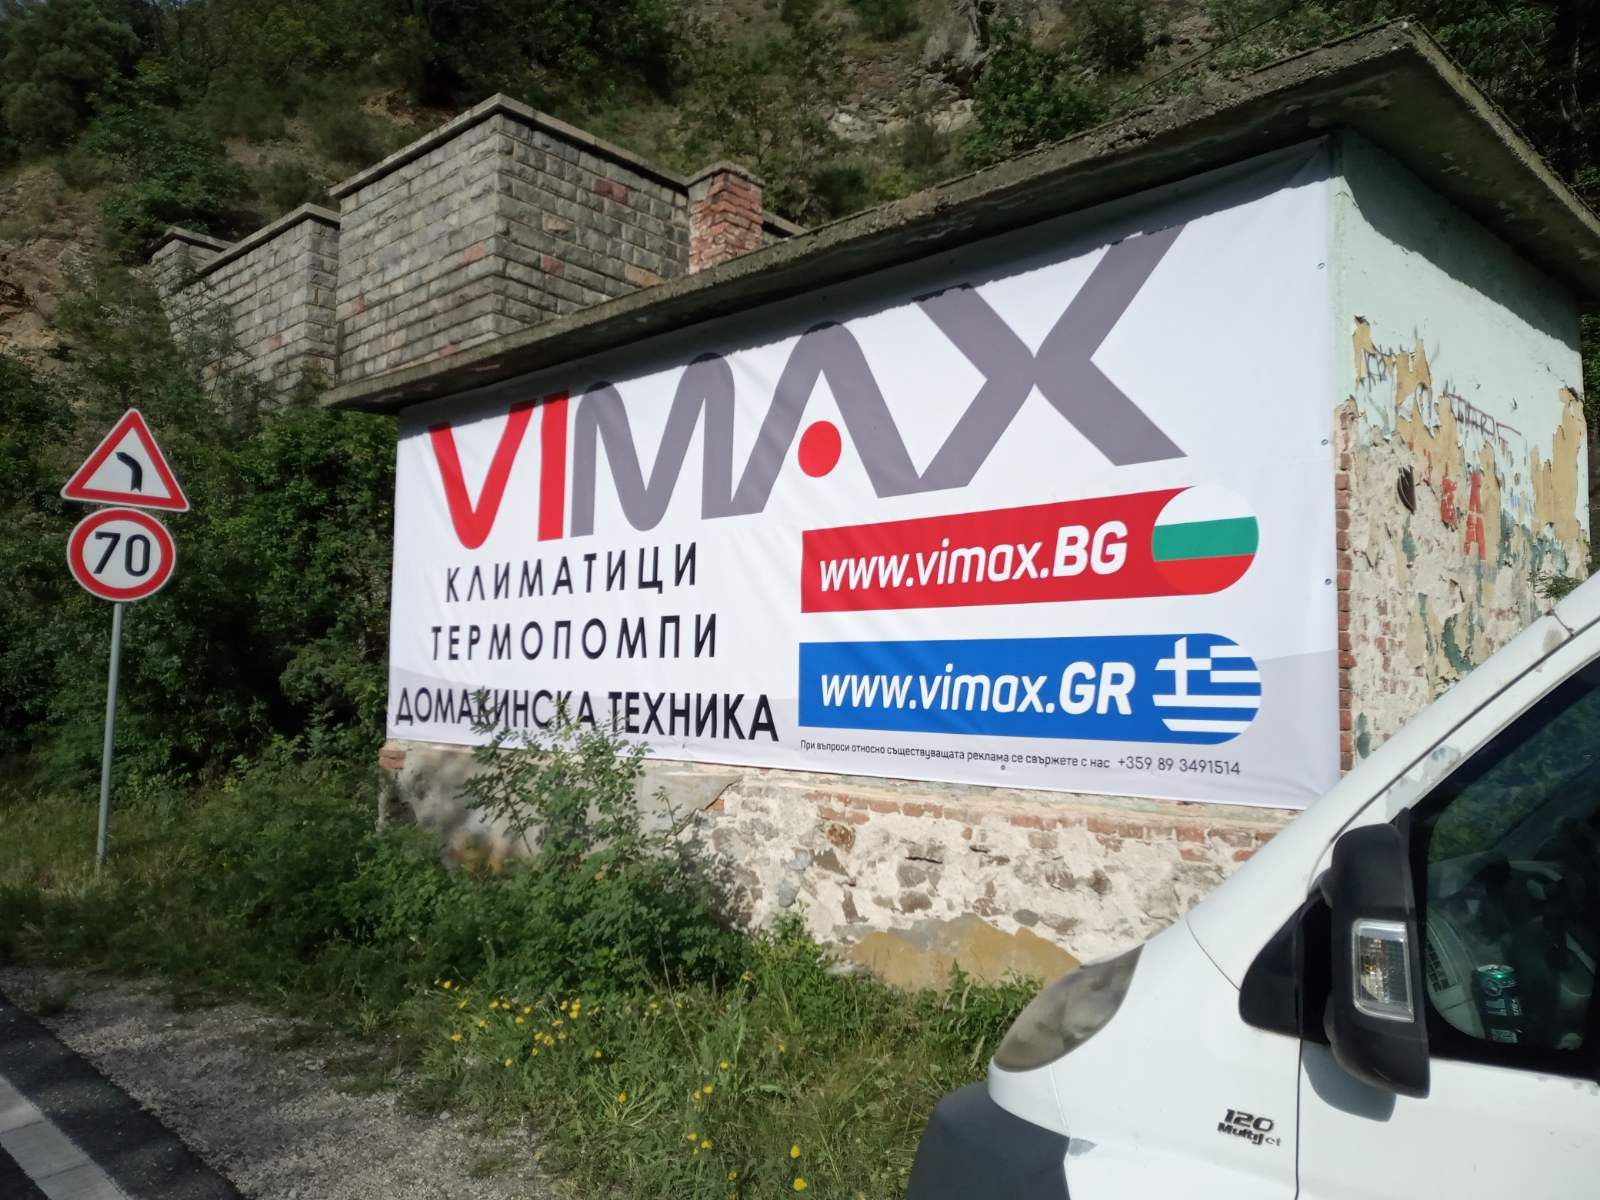 VIMAX
КЛИМАТИЦИ
ТЕРМОПОМПИ
ДОМАКИНСКА ТЕХНИКА
www.vimax.BG
www.vimax.GR
При въпроси относно съществуващата реклама се свържете с нас +359 89 3491514
70
120
MultiJet